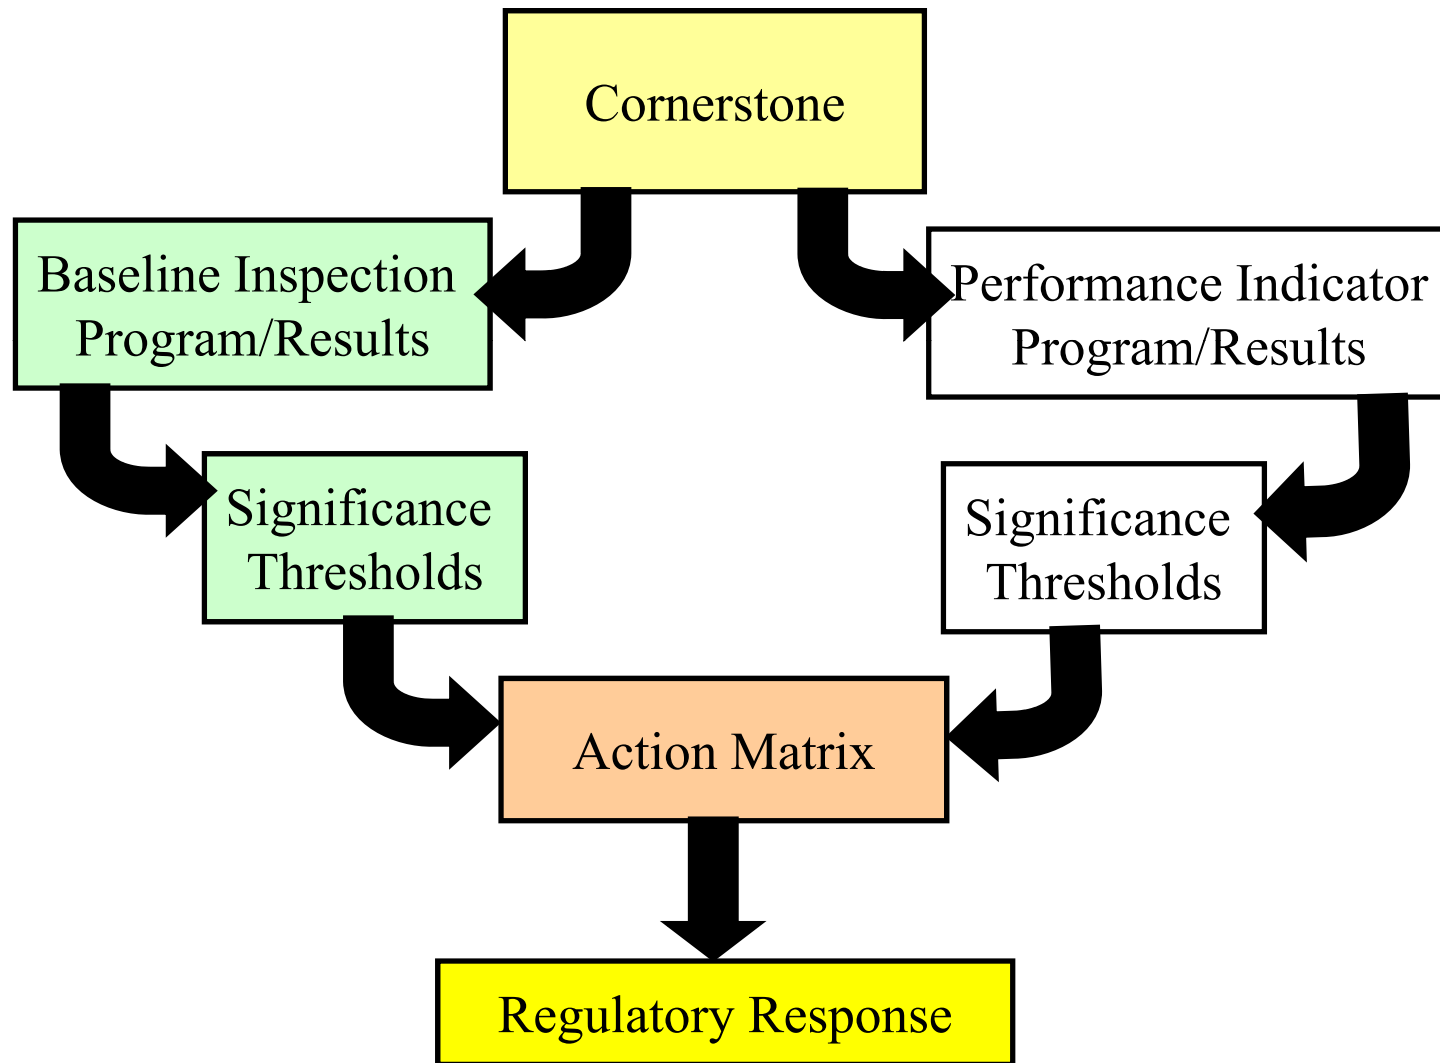 Cornerstone
Baseline Inspection
Program/Results
Performance Indicator
Program/Results
Significance
Thresholds
Significance
Thresholds
Action Matrix
Regulatory Response